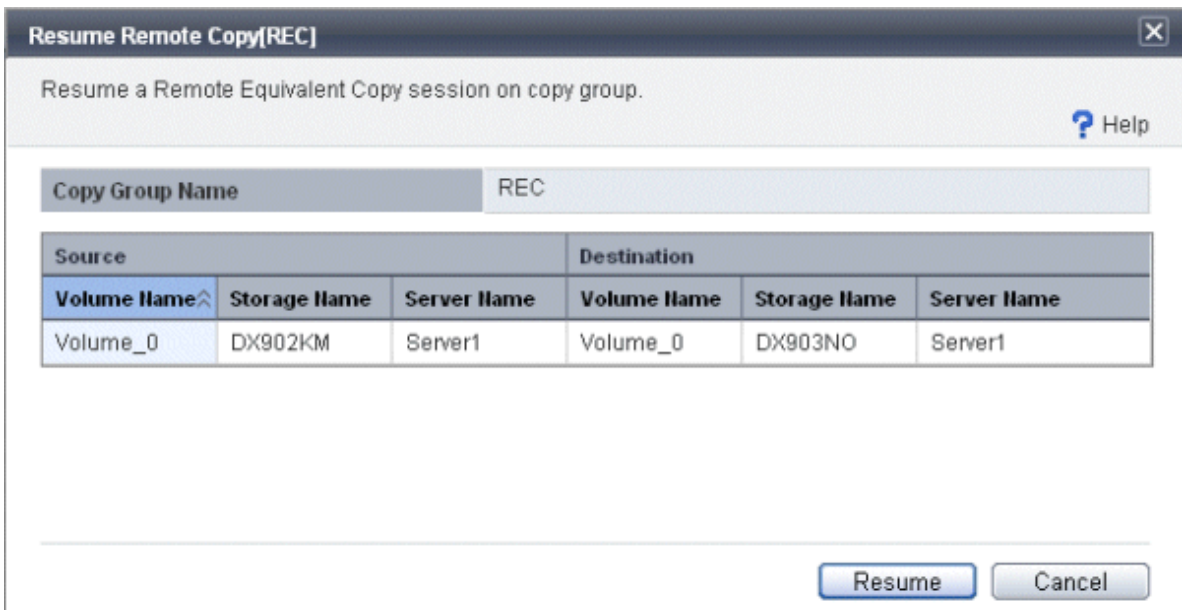 Resume Remote Copy[REC]
Resume a Remote Equivalent Copy session on copy group.
? Help
Copy Group Name REC
Source Destination
Volume Name Storage Name Server Name Volume Name Storage Name Server Name
Volume_0 DX902KM Server1 Volume_0 DX903NO Server1
Resume Cancel